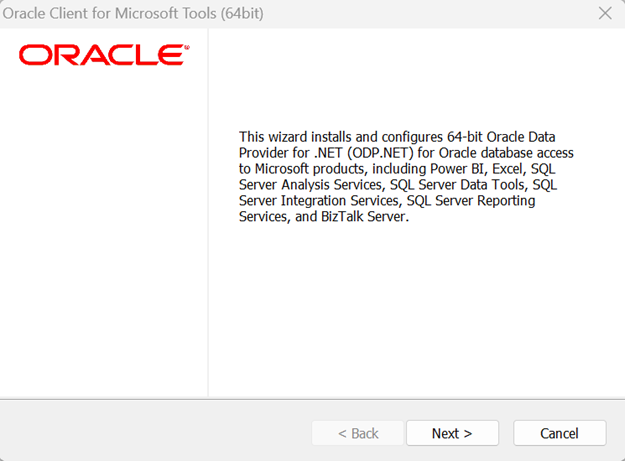 Oracle Client for Microsoft Tools (64bit)
ORACLE®
This wizard installs and configures 64-bit Oracle Data
Provider for .NET (ODP.NET) for Oracle database access
to Microsoft products, including Power BI, Excel, SQL
Server Analysis Services, SQL Server Data Tools, SQL
Server Integration Services, SQL Server Reporting
Services, and BizTalk Server.
< Back
Next >
Cancel